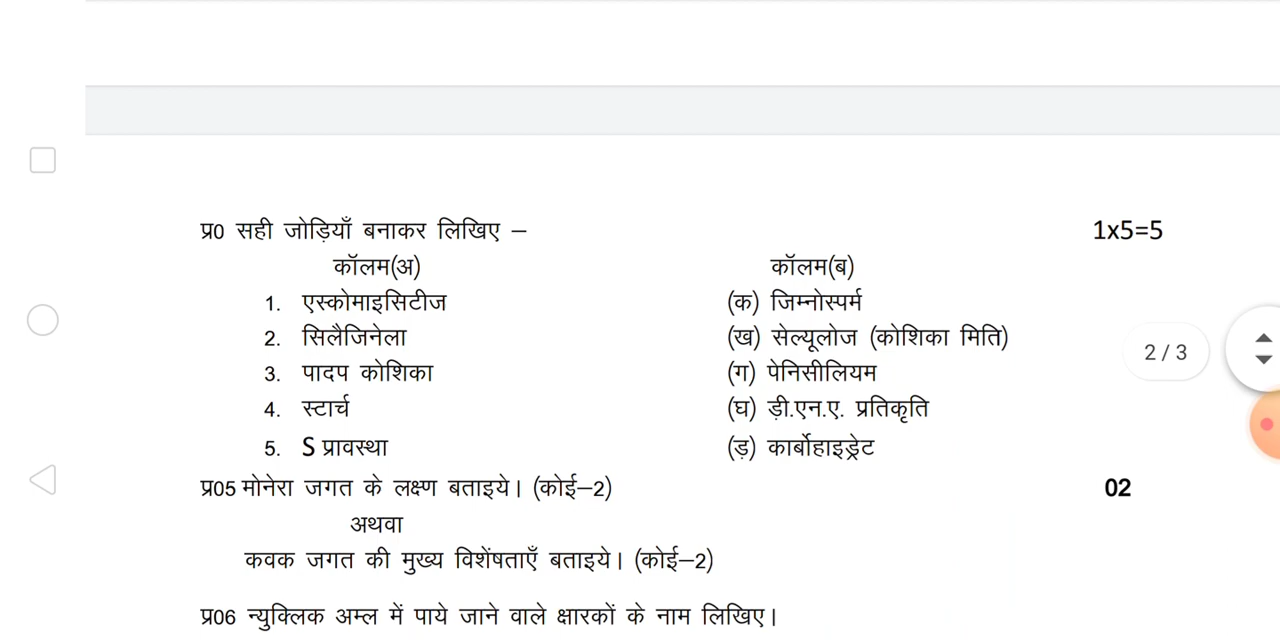 प्र0 सही जोड़ियाँ बनाकर लिखिए – 1x5=5
कॉलम(अ) कॉलम(ब)
1. एस्कोमाइसिटीज (क) जिम्नोस्पर्म
2. सिलैजिनेला (ख) सेल्यूलोज (कोशिका मिति)
3. पादप कोशिका (ग) पेनिसीलियम
4. स्टार्च (घ) ड़ी.एन.ए. प्रतिकृति
5. S प्रावस्था (ड़) कार्बोहाइड्रेट
2 / 3
प्र05 मोनेरा जगत के लक्ष्ण बताइये। (कोई–2) 02
अथवा
कवक जगत की मुख्य विशेंषताएँ बताइये। (कोई–2)
प्र06 न्युक्लिक अम्ल में पाये जाने वाले क्षारकों के नाम लिखिए।